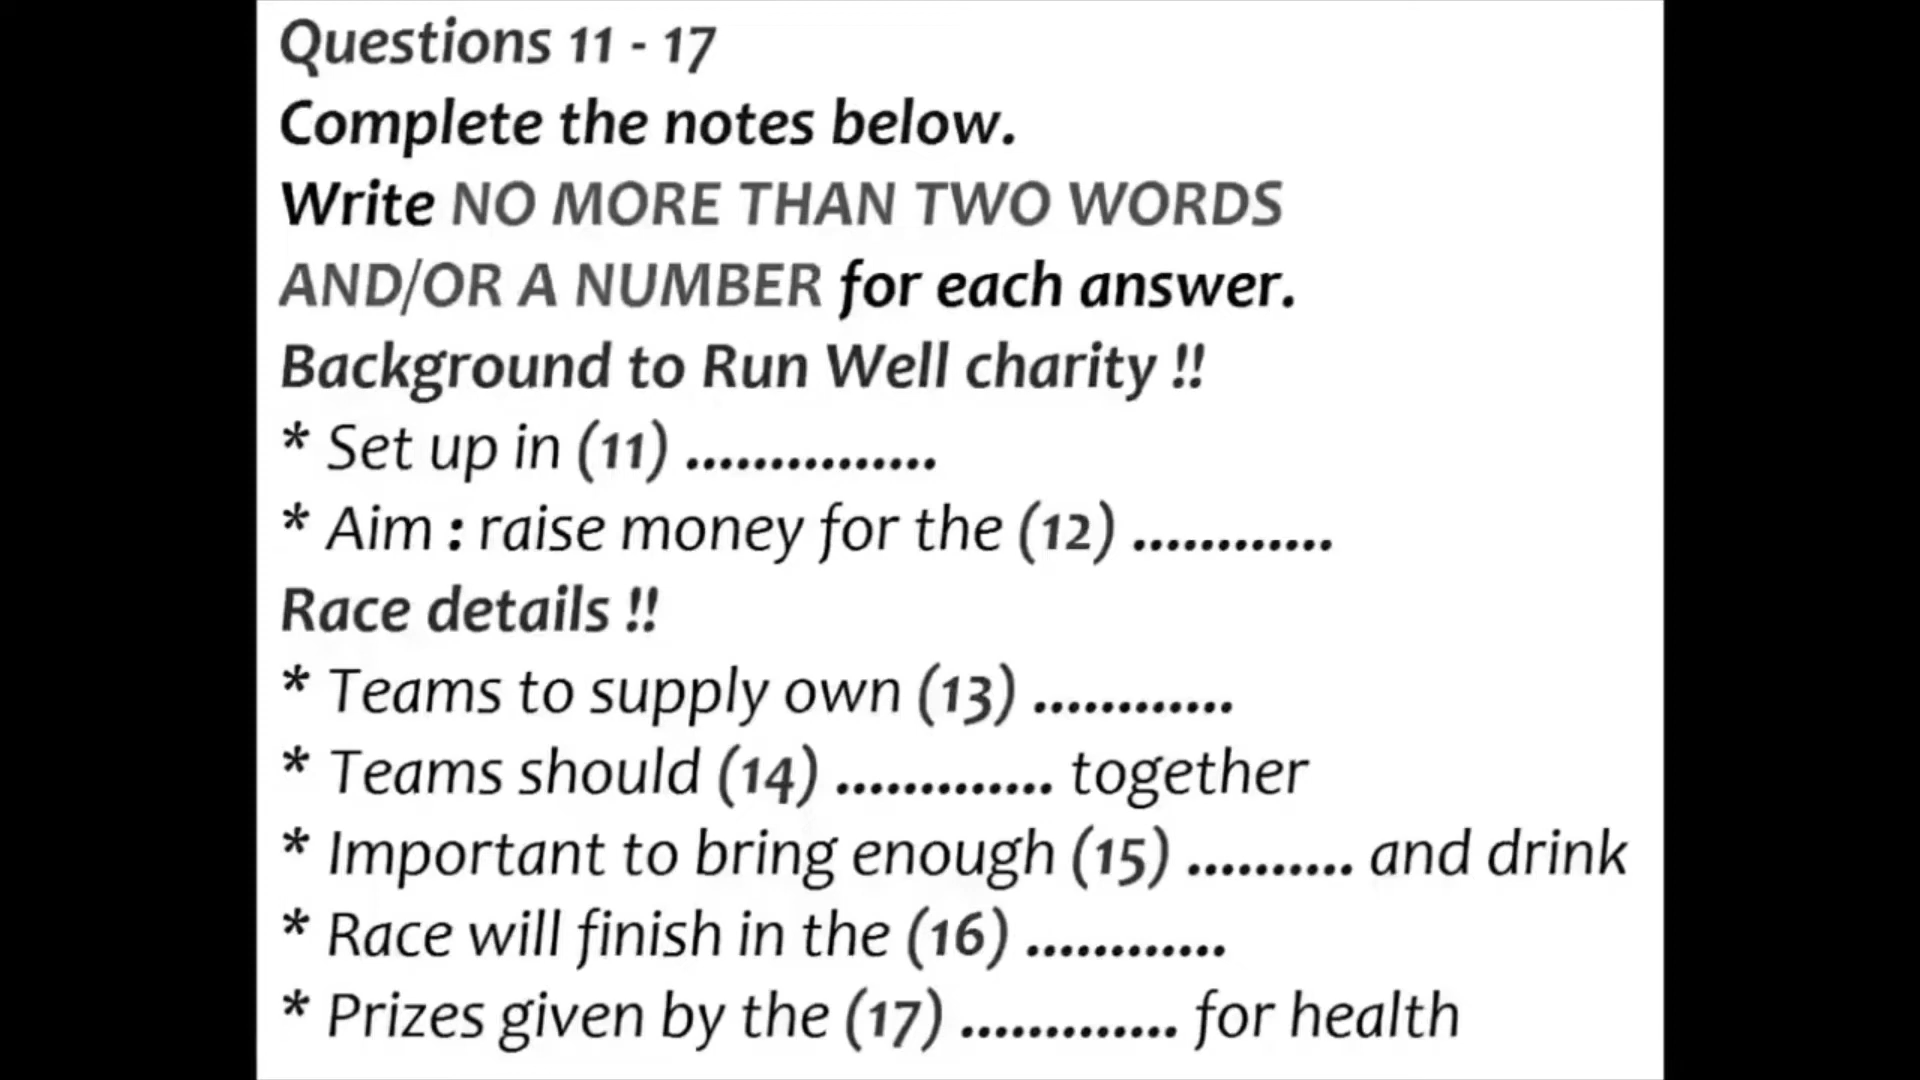 Questions 11 - 17
Complete the notes below.
Write NO MORE THAN TWO WORDS
AND/OR A NUMBER for each answer.
Background to Run Well charity !!
* Set up in (11) ...............
* Aim : raise money for the (12) ............
Race details !!
* Teams to supply own (13) ............
* Teams should (14) ............. together
* Important to bring enough (15) .......... and drink
* Race will finish in the (16) ............
* Prizes given by the (17) ............. for health